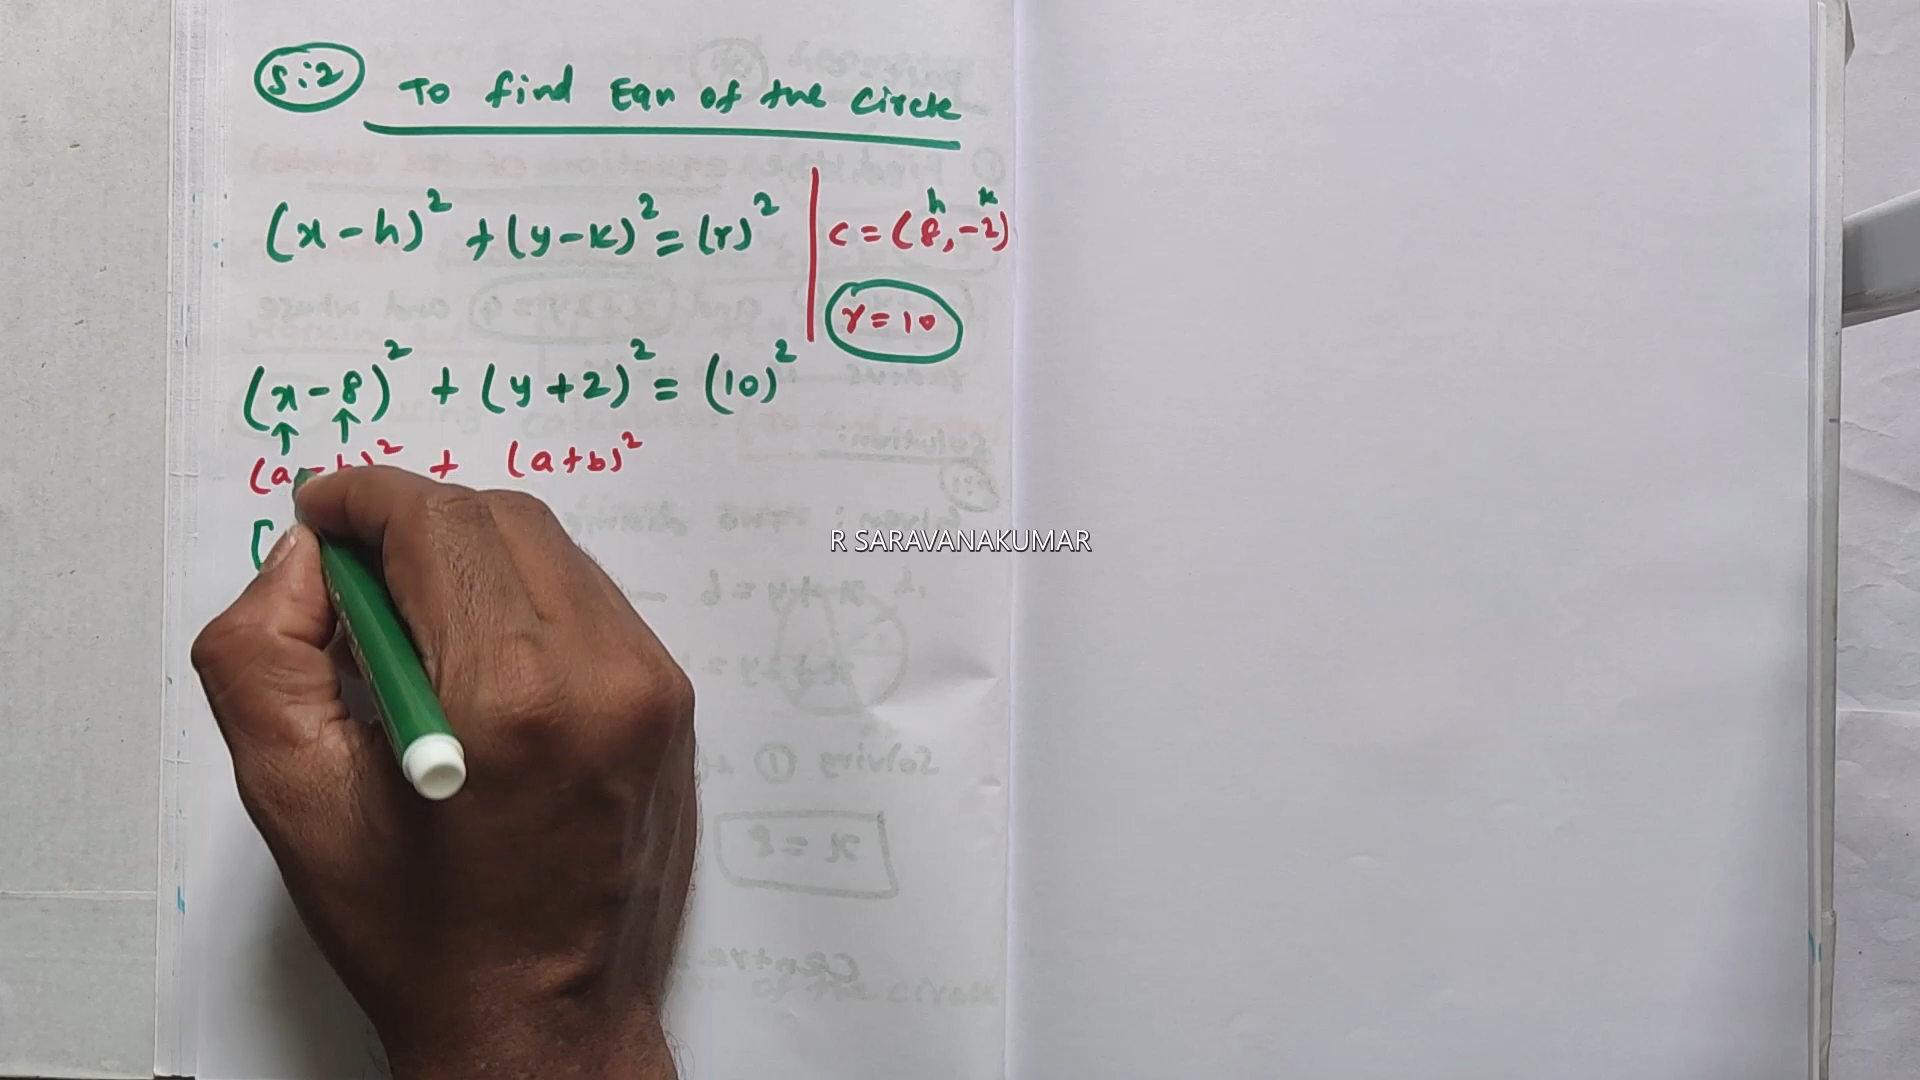 S:2 To find Eqn of the circle
(x-h)² + (y-k)² = (r)²
h k
c = (8, -2)
r = 10
(x-8)² + (y+2)² = (10)²
(a-b)² + (a+b)²
[
R SARAVANAKUMAR